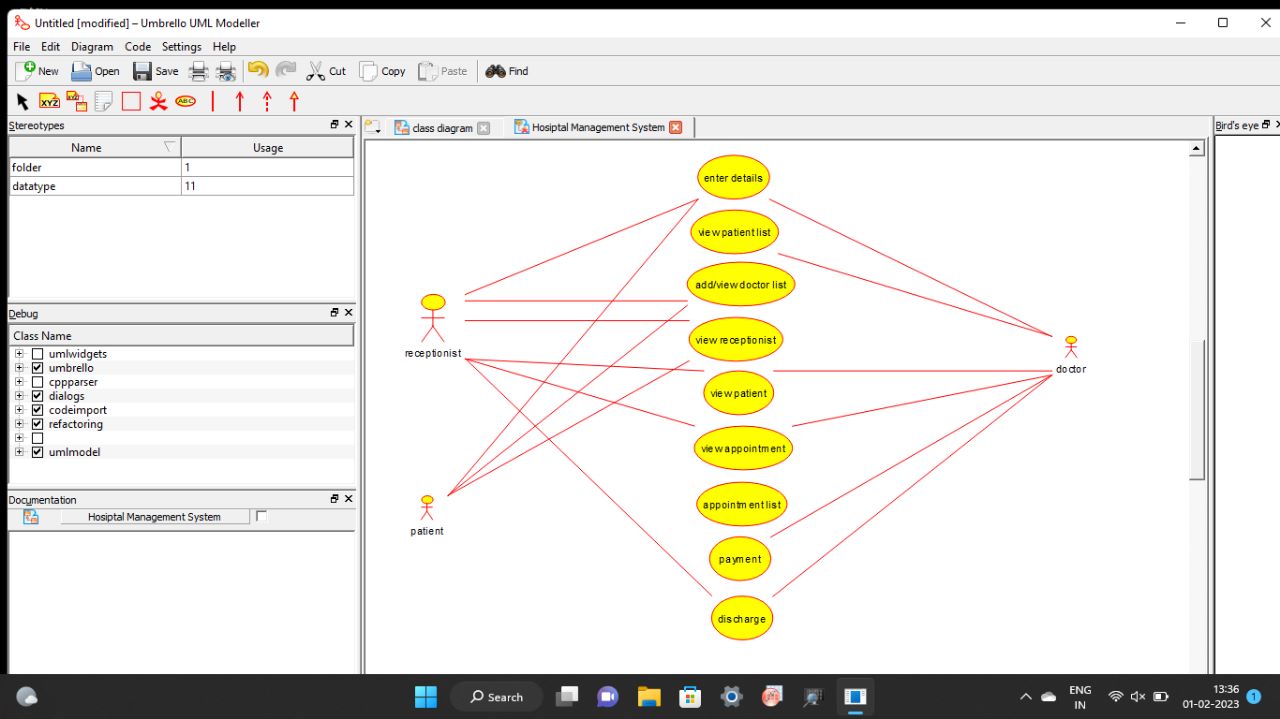 Untitled [modified] – Umbrello UML Modeller
File Edit Diagram Code Settings Help
New Open Save Cut Copy Paste Find
XYZ XYZ ABC
Stereotypes
Name Usage
folder 1
datatype 11
Debug
Class Name
umlwidgets
umbrello
cppparser
dialogs
codeimport
refactoring
umlmodel
Documentation
Hosiptal Management System
class diagram Hosiptal Management System
enter details
view patient list
add/view doctor list
view receptionist
view patient
view appointment
appointment list
payment
discharge
receptionist
patient
doctor
Bird's eye
Search
ENG
IN
13:36
01-02-2023
1